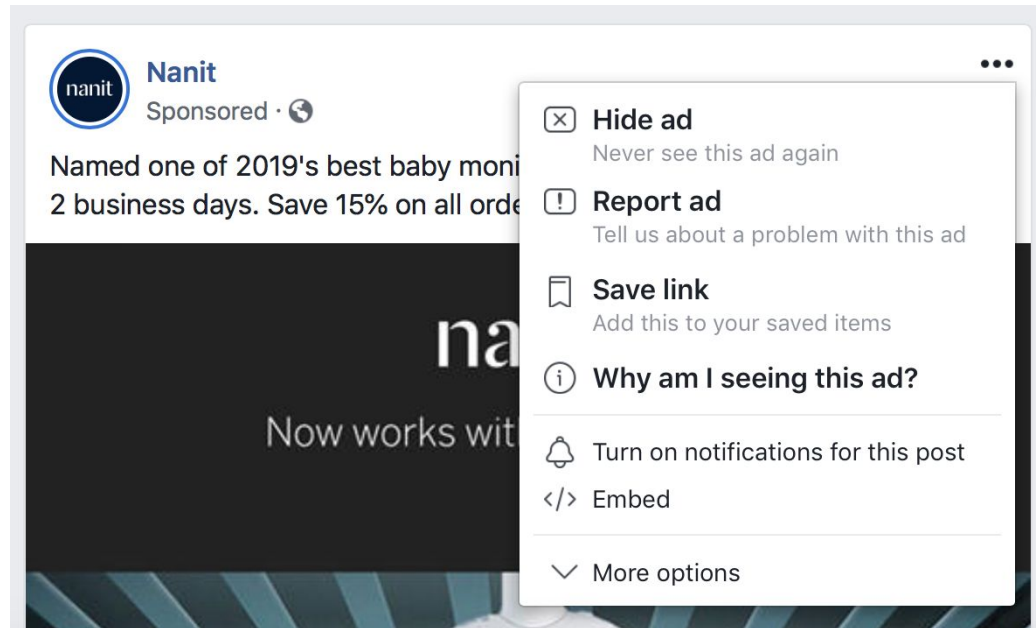 nanit
Nanit
Sponsored ·
Named one of 2019's best baby
2 business days. Save 15% on all
na
Now works
Hide ad
Never see this ad again
Report ad
Tell us about a problem with this ad
Save link
Add this to your saved items
Why am I seeing this ad?
Turn on notifications for this post
Embed
More options